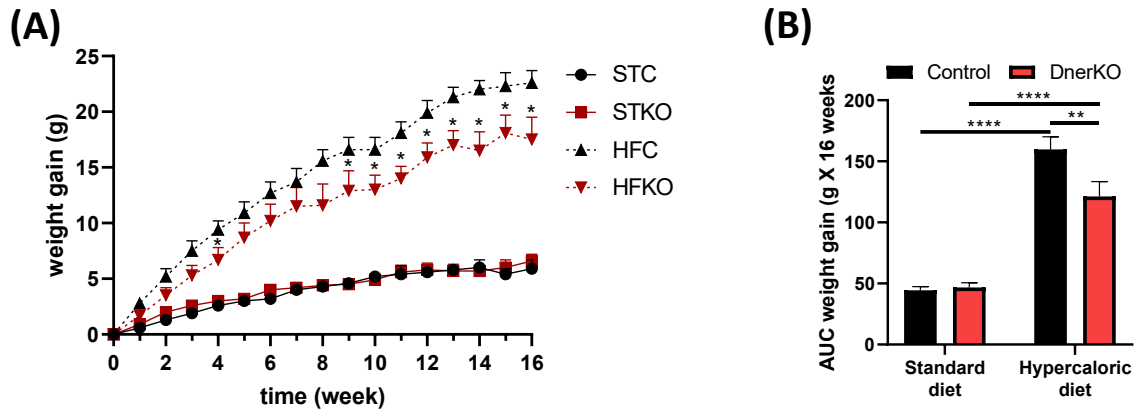 (A)
weight gain (g)
25
20
15
10
5
0
0 2 4 6 8 10 12 14 16
time (week)
* * * * * * * * *
STC
STKO
HFC
HFKO
(B)
Control DnerKO
AUC weight gain (g X 16 weeks)
200
150
100
50
0
****
**** **
Standard diet
Hypercaloric diet